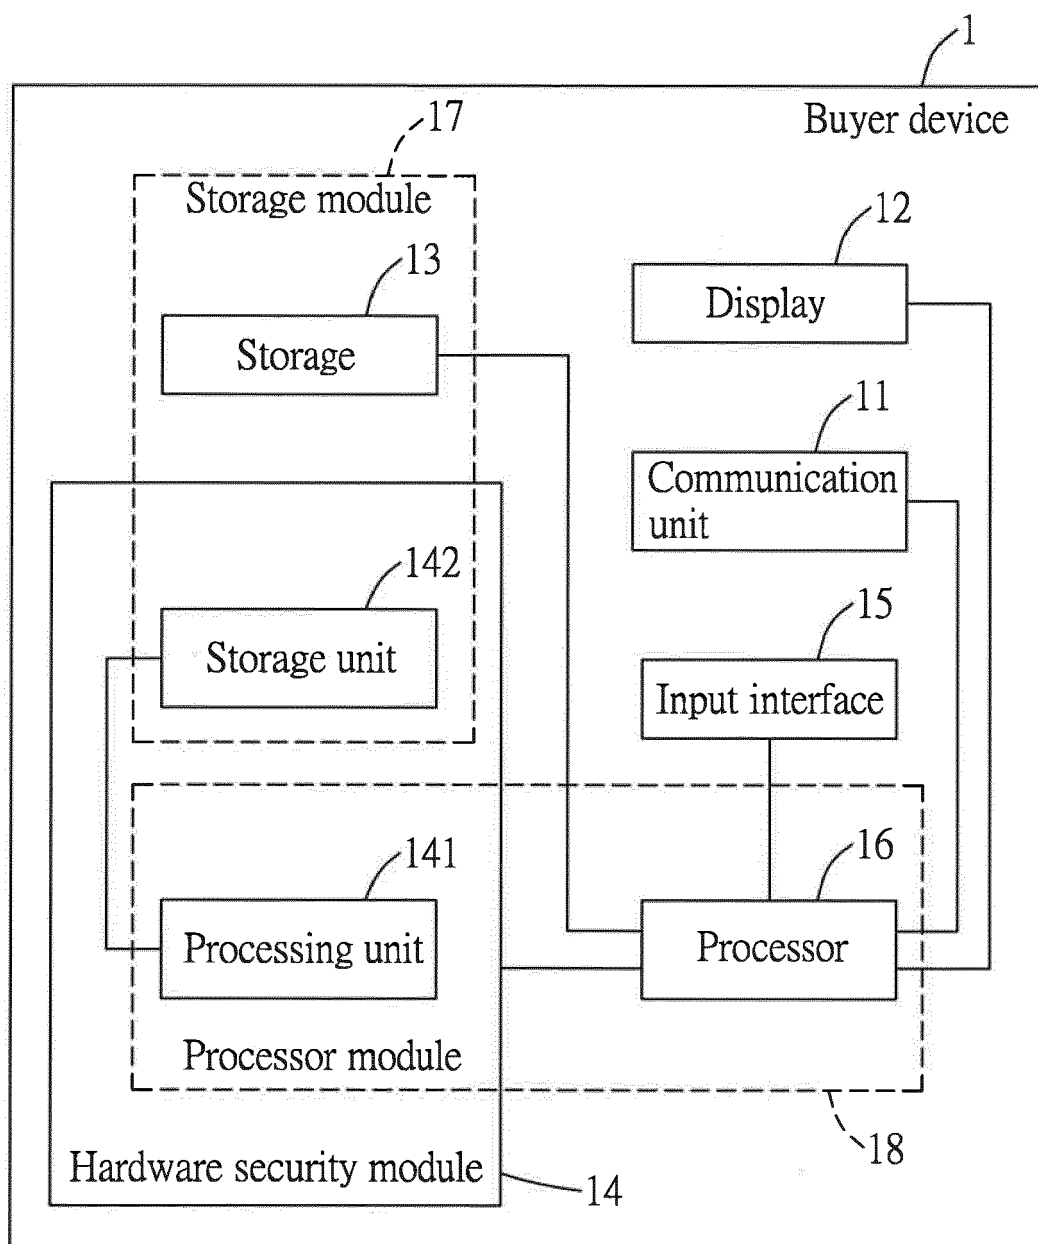 1
Buyer device
17
Storage module
12
13
Display
Storage
11
Communication
unit
142
15
Storage unit
Input interface
141
16
Processing unit
Processor
Processor module
18
Hardware security module
14